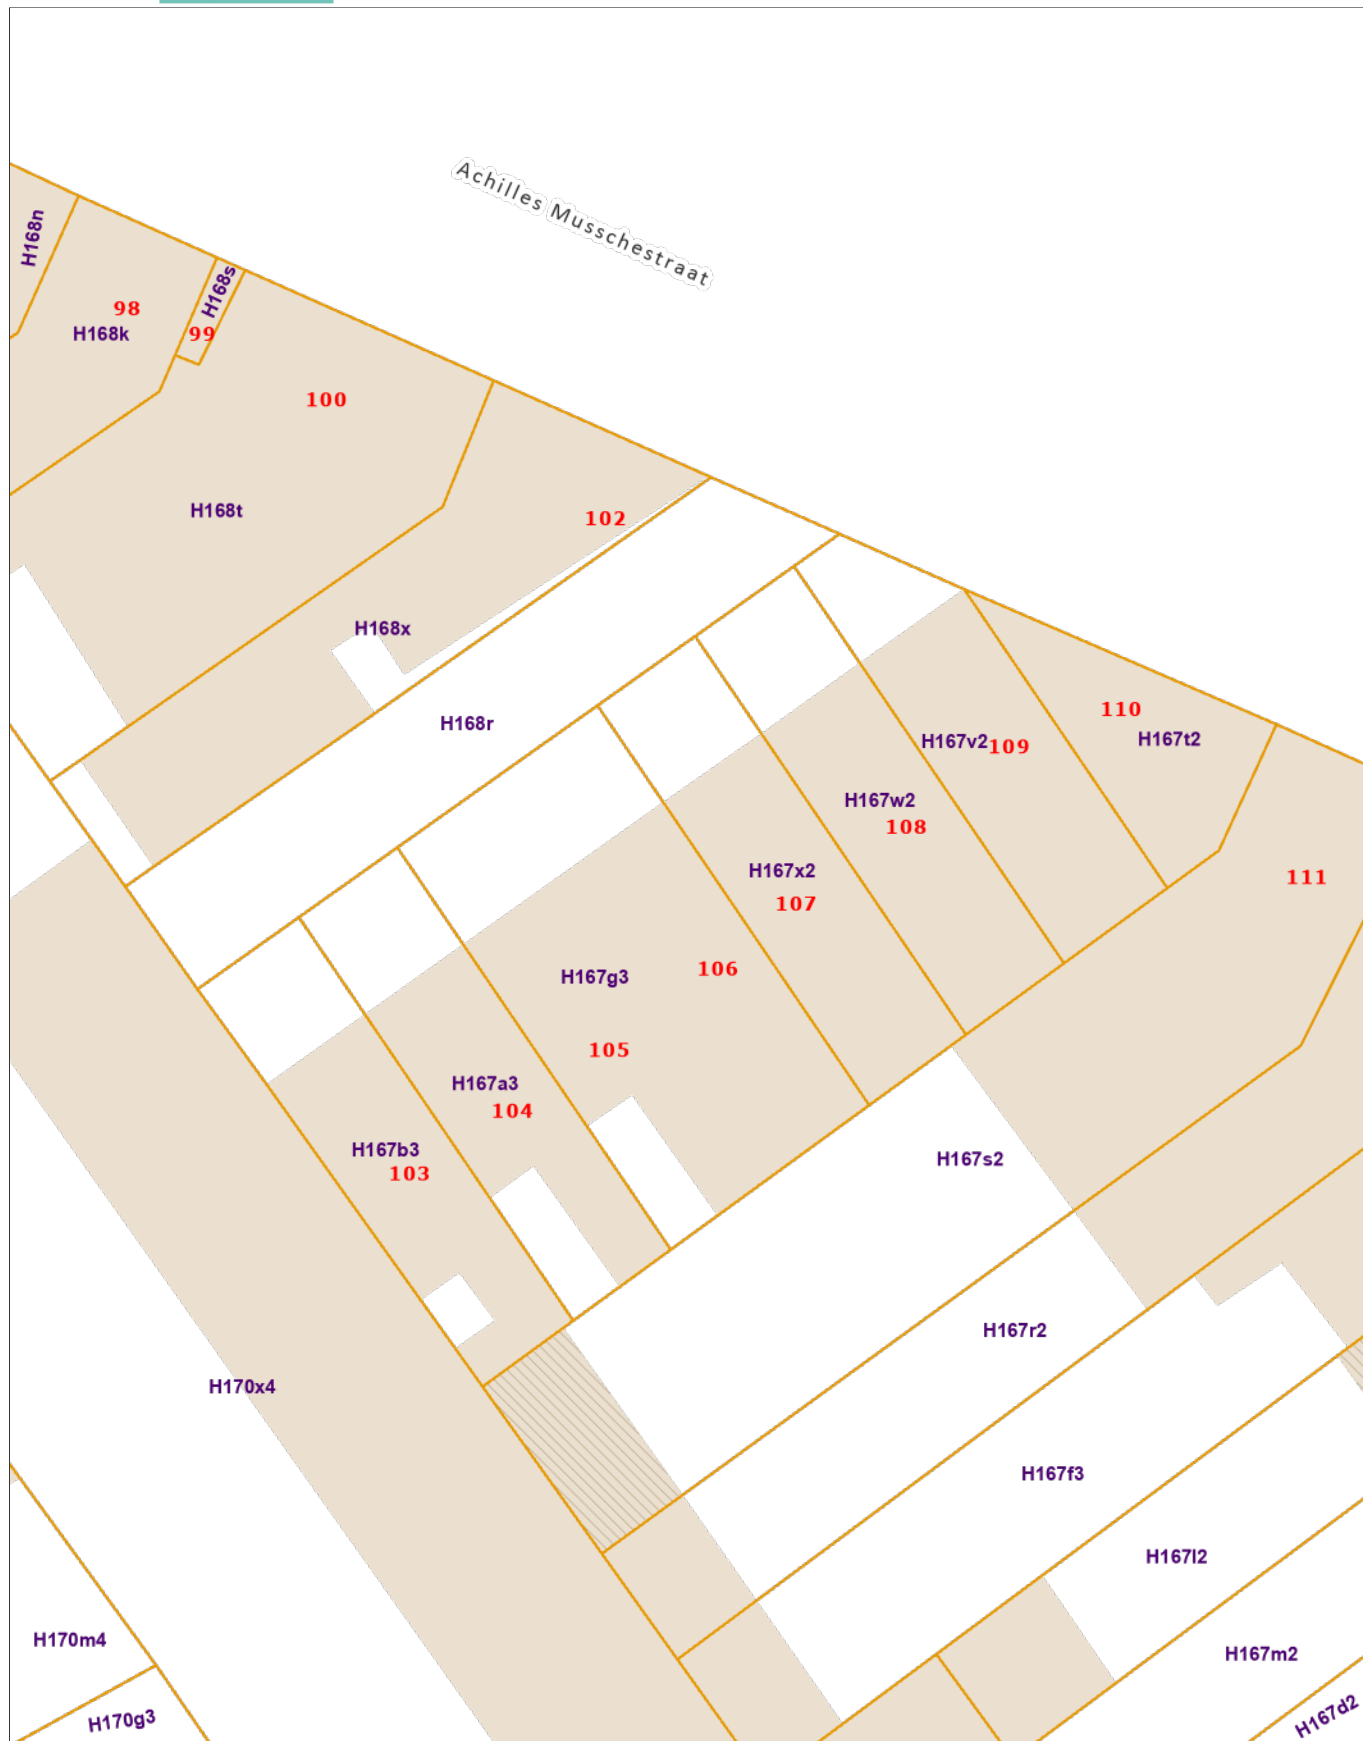 Achilles Musschestraat
H168n
H168s
98
H168k
99
100
H168t
102
H168x
H168r
110
H167t2
H167v2
109
H167w2
108
H167x2
107
111
H167g3
106
105
H167a3
104
H167b3
103
H167s2
H167r2
H170x4
H167f3
H167l2
H170m4
H167m2
H170g3
H167d2